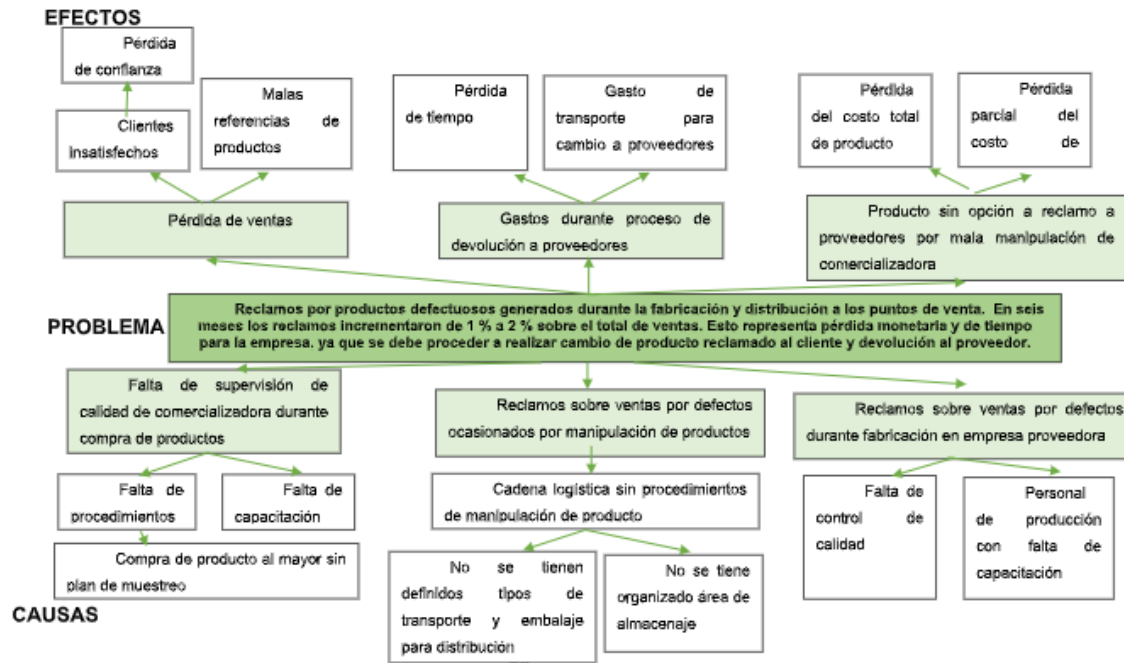 EFECTOS
Pérdida
de confianza
Clientes
insatisfechos
Malas
referencias de
productos
Pérdida
de tiempo
Gasto de
transporte para
cambio a proveedores
Pérdida
del costo total
de producto
Pérdida
parcial del
costo de
Pérdida de ventas
Gastos durante proceso de
devolución a proveedores
Producto sin opción a reclamo a
proveedores por mala manipulación de
comercializadora
PROBLEMA
Reclamos por productos defectuosos generados durante la fabricación y distribución a los puntos de venta. En seis
meses los reclamos incrementaron de 1 % a 2 % sobre el total de ventas. Esto representa pérdida monetaria y de tiempo
para la empresa. ya que se debe proceder a realizar cambio de producto reclamado al cliente y devolución al proveedor.
Falta de supervisión de
calidad de comercializadora durante
compra de productos
Reclamos sobre ventas por defectos
ocasionados por manipulación de productos
Reclamos sobre ventas por defectos
durante fabricación en empresa proveedora
Falta de
procedimientos
Falta de
capacitación
Cadena logística sin procedimientos
de manipulación de producto
Falta de
control de
calidad
Personal
de producción
con falta de
capacitación
Compra de producto al mayor sin
plan de muestreo
No se tienen
definidos tipos de
transporte y embalaje
para distribución
No se tiene
organizado área de
almacenaje
CAUSAS